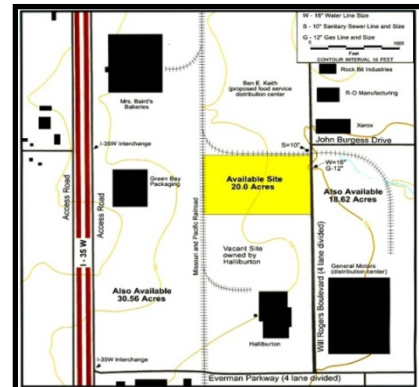 W - 16" Water Line and Size
S - 10" Sanitary Sewer Line and Size
G - 12" Gas Line and Size
0
1000
Feet
CONTOUR INTERVAL 10 FEET
Rock Bit Industries
R-D Manufacturing
Xerox
John Burgess Drive
Ben E. Keith
(proposed food service
distribution center)
Mrs. Baird's
Bakeries
I-35W Interchange
S=10"
W=16"
G-12"
Available Site
20.0 Acres
Also Available
18.62 Acres
Green Bay
Packaging
Access Road
Access Road
I - 35 W
Missouri and Pacific Railroad
Vacant Site
owned by
Halliburton
General Motors
(distribution center)
Will Rogers Boulevard (4 lane divided)
Also Available
30.56 Acres
Halliburton
I-35W Interchange
Everman Parkway (4 lane divided)